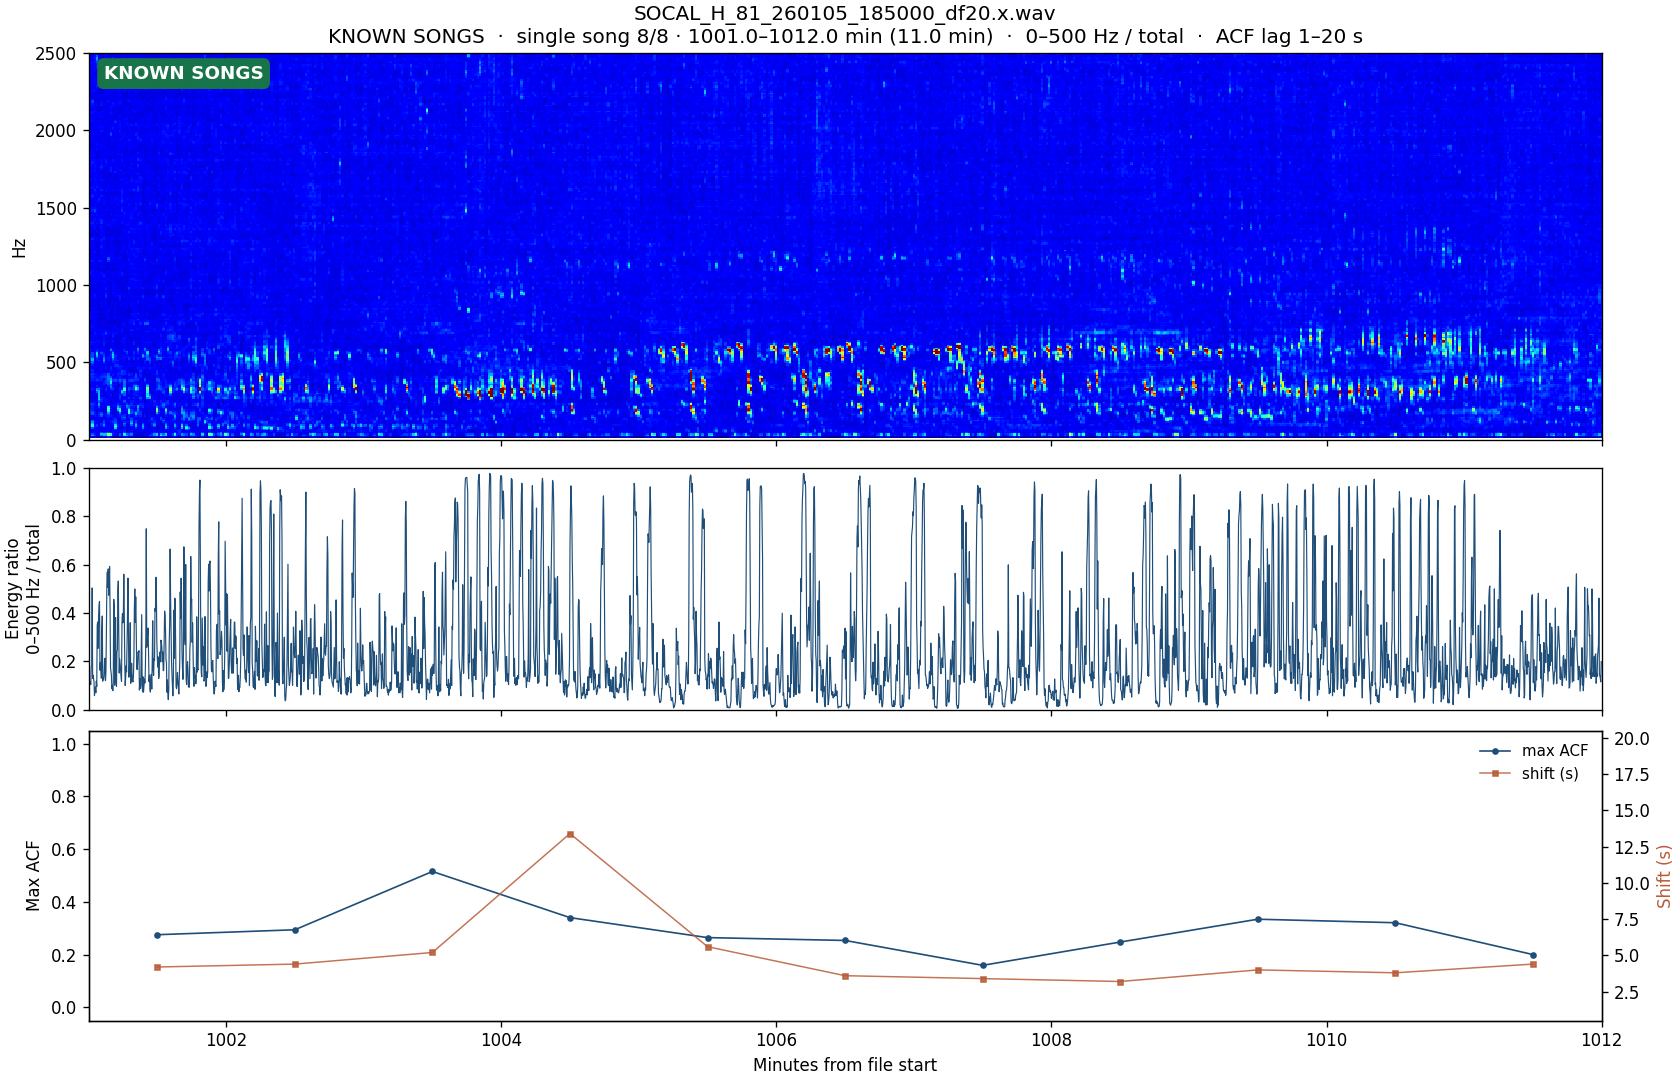 SOCAL_H_81_260105_185000_df20.x.wav
KNOWN SONGS · single song 8/8 · 1001.0–1012.0 min (11.0 min) · 0–500 Hz / total · ACF lag 1–20 s
KNOWN SONGS
2500
2000
1500
1000
500
0
Hz
1.0
0.8
0.6
0.4
0.2
0.0
Energy ratio
0–500 Hz / total
1.0
0.8
0.6
0.4
0.2
0.0
Max ACF
max ACF
shift (s)
20.0
17.5
15.0
12.5
10.0
7.5
5.0
2.5
Shift (s)
1002
1004
1006
1008
1010
1012
Minutes from file start